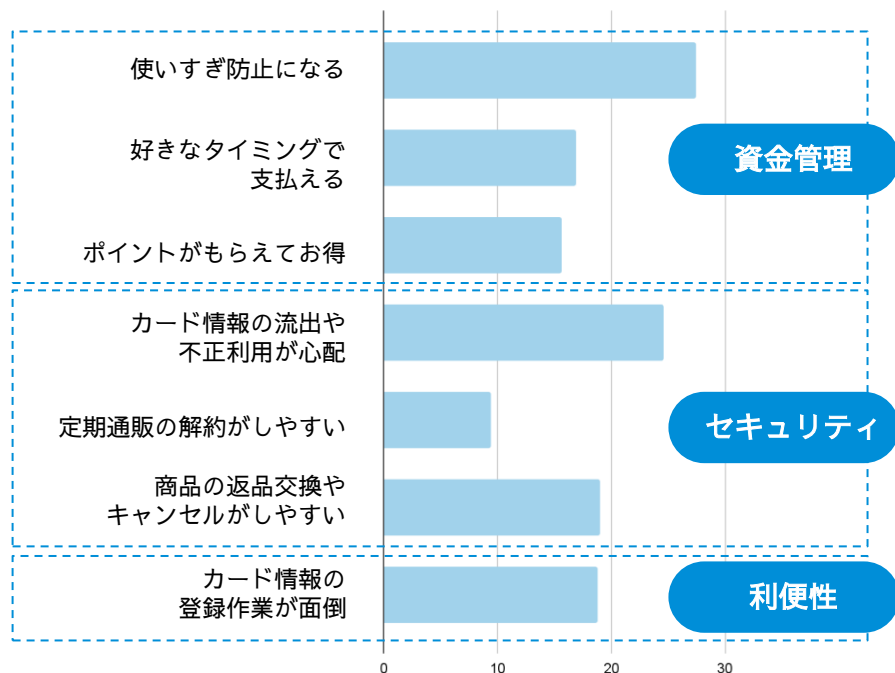 使いすぎ防止になる
好きなタイミングで
支払える
資金管理
ポイントがもらえてお得
カード情報の流出や
不正利用が心配
定期通販の解約がしやすい
セキュリティ
商品の返品交換や
キャンセルがしやすい
カード情報の
登録作業が面倒
利便性
0 10 20 30